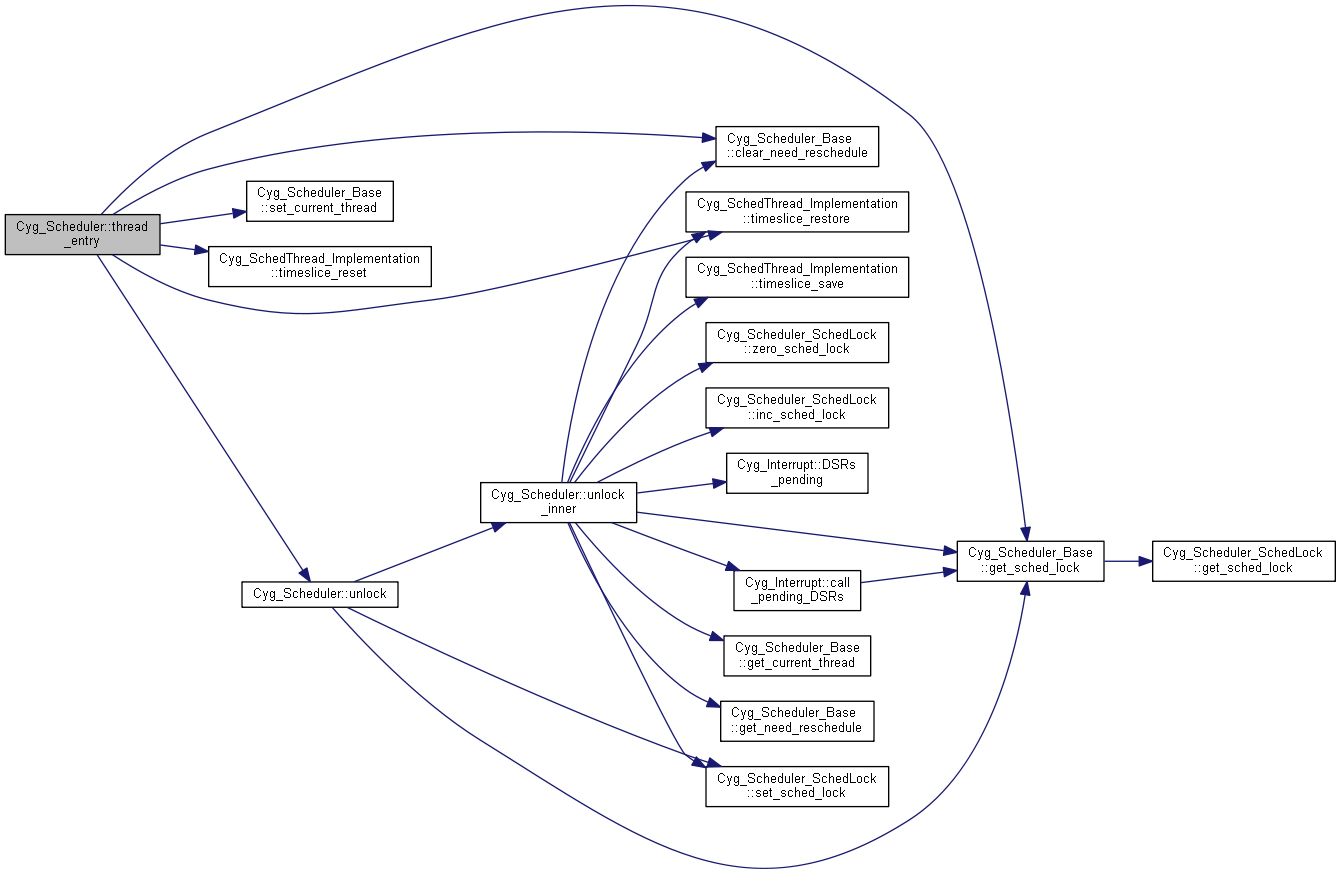 Cyg_Scheduler::thread
_entry
Cyg_Scheduler_Base
::set_current_thread
Cyg_SchedThread_Implementation
::timeslice_reset
Cyg_Scheduler::unlock
Cyg_Scheduler::unlock
_inner
Cyg_Scheduler_Base
::clear_need_reschedule
Cyg_SchedThread_Implementation
::timeslice_restore
Cyg_SchedThread_Implementation
::timeslice_save
Cyg_Scheduler_SchedLock
::zero_sched_lock
Cyg_Scheduler_SchedLock
::inc_sched_lock
Cyg_Interrupt::DSRs
_pending
Cyg_Interrupt::call
_pending_DSRs
Cyg_Scheduler_Base
::get_current_thread
Cyg_Scheduler_Base
::get_need_reschedule
Cyg_Scheduler_SchedLock
::set_sched_lock
Cyg_Scheduler_Base
::get_sched_lock
Cyg_Scheduler_SchedLock
::get_sched_lock